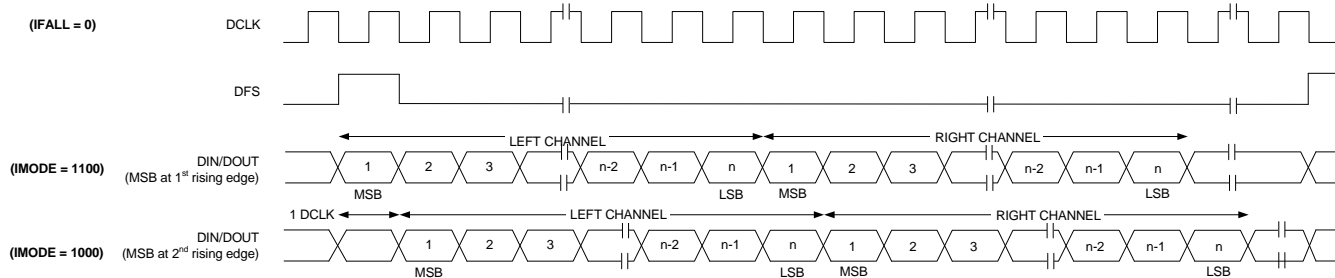 (IFALL = 0) DCLK
DFS
LEFT CHANNEL RIGHT CHANNEL
(IMODE = 1100) DIN/DOUT 1 2 3 n-2 n-1 n 1 2 3 n-2 n-1 n
(MSB at 1st rising edge)
MSB LSB MSB LSB
1 DCLK LEFT CHANNEL RIGHT CHANNEL
(IMODE = 1000) DIN/DOUT 1 2 3 n-2 n-1 n 1 2 3 n-2 n-1 n
(MSB at 2nd rising edge)
MSB LSB MSB LSB